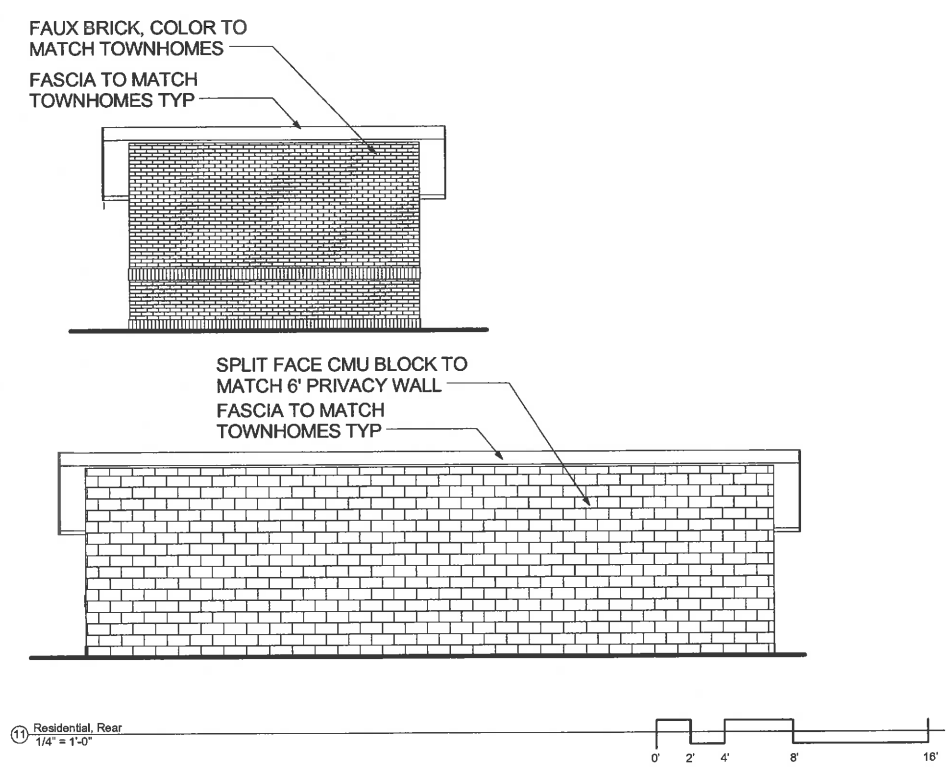 FAUX BRICK, COLOR TO
MATCH TOWNHOMES
FASCIA TO MATCH
TOWNHOMES TYP
SPLIT FACE CMU BLOCK TO
MATCH 6' PRIVACY WALL
FASCIA TO MATCH
TOWNHOMES TYP
11 Residential, Rear
1/4" = 1'-0"
0' 2' 4' 8' 16'